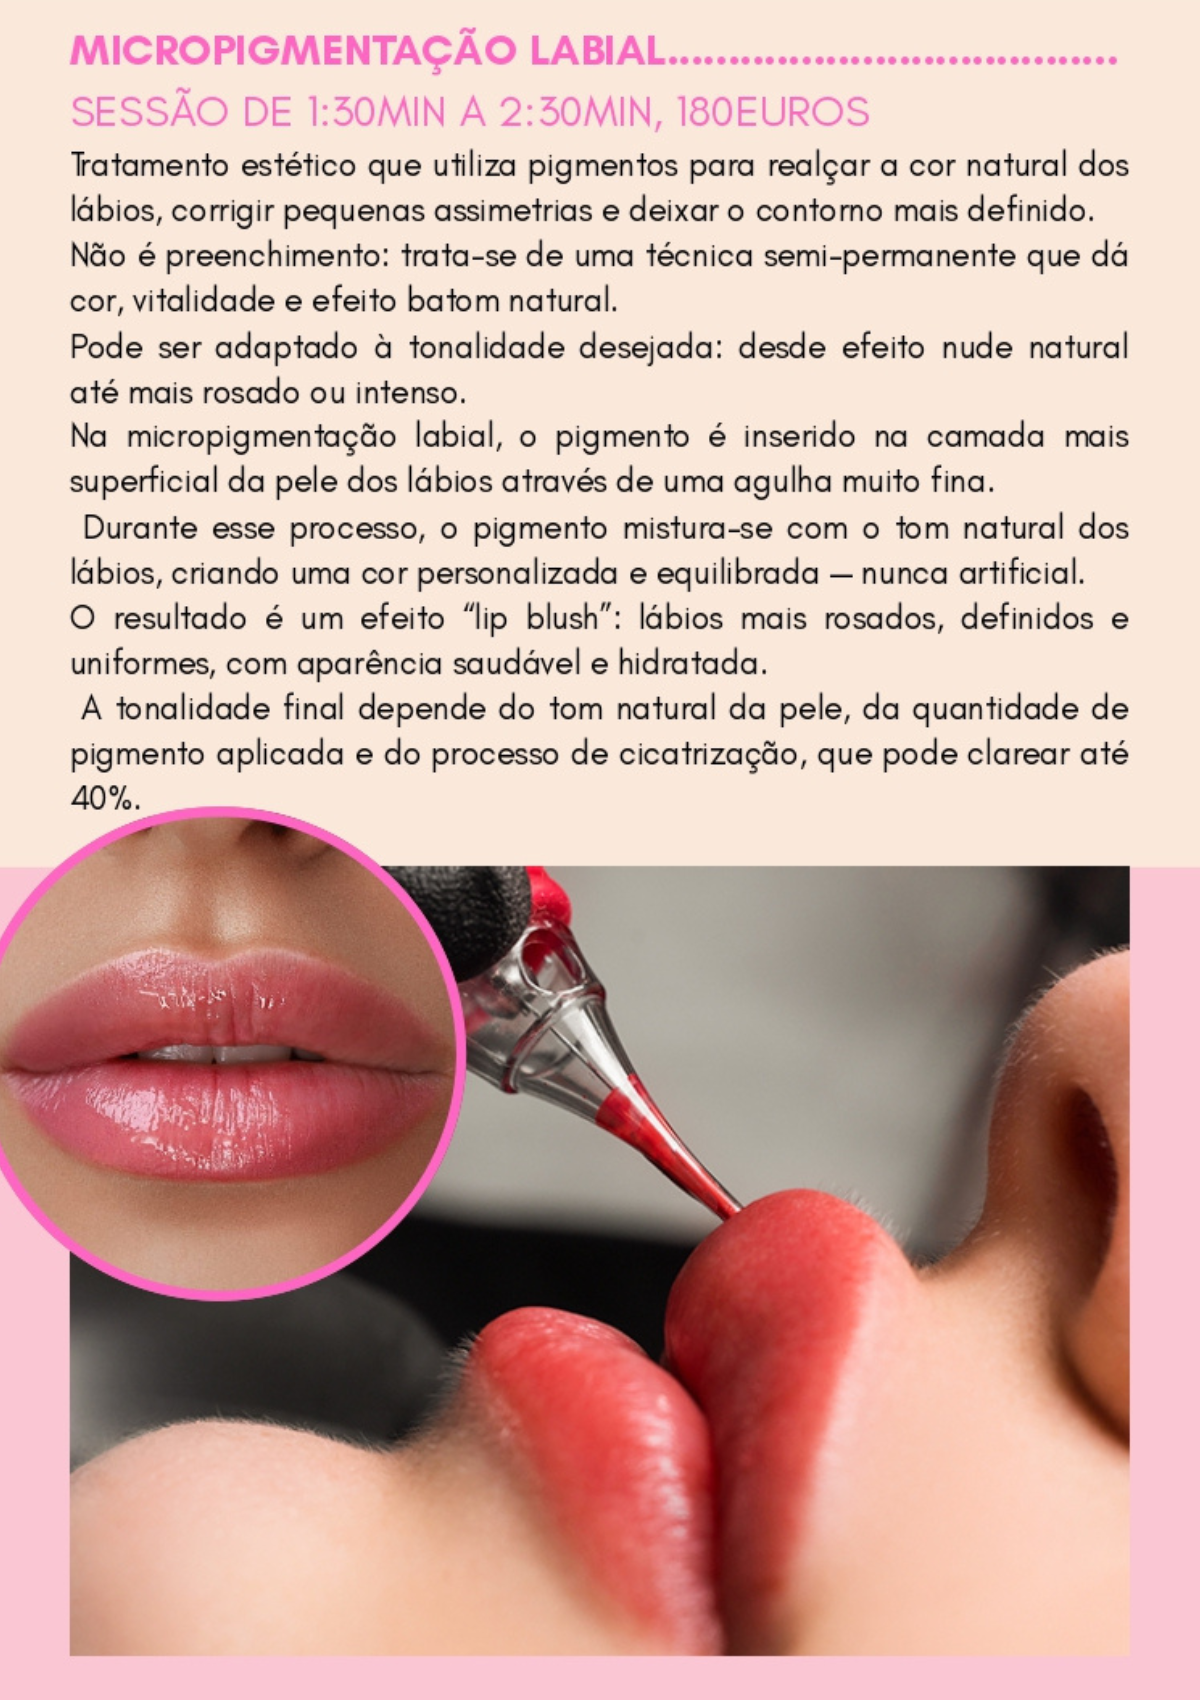 MICROPIGMENTAÇÃO LABIAL.....................................
SESSÃO DE 1:30MIN A 2:30MIN, 180EUROS
Tratamento estético que utiliza pigmentos para realçar a cor natural dos
lábios, corrigir pequenas assimetrias e deixar o contorno mais definido.
Não é preenchimento: trata-se de uma técnica semi-permanente que dá
cor, vitalidade e efeito batom natural.
Pode ser adaptado à tonalidade desejada: desde efeito nude natural
até mais rosado ou intenso.
Na micropigmentação labial, o pigmento é inserido na camada mais
superficial da pele dos lábios através de uma agulha muito fina.
Durante esse processo, o pigmento mistura-se com o tom natural dos
lábios, criando uma cor personalizada e equilibrada — nunca artificial.
O resultado é um efeito “lip blush”: lábios mais rosados, definidos e
uniformes, com aparência saudável e hidratada.
A tonalidade final depende do tom natural da pele, da quantidade de
pigmento aplicada e do processo de cicatrização, que pode clarear até
40%.